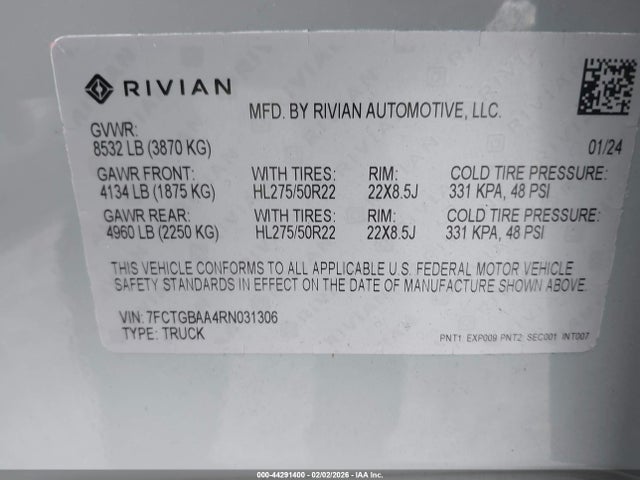 RIVIAN
MFD. BY RIVIAN AUTOMOTIVE, LLC.
GVWR:
8532 LB (3870 KG) 01/24
GAWR FRONT: WITH TIRES: RIM: COLD TIRE PRESSURE:
4134 LB (1875 KG) HL275/50R22 22X8.5J 331 KPA, 48 PSI
GAWR REAR: WITH TIRES: RIM: COLD TIRE PRESSURE:
4960 LB (2250 KG) HL275/50R22 22X8.5J 331 KPA, 48 PSI
THIS VEHICLE CONFORMS TO ALL APPLICABLE U.S. FEDERAL MOTOR VEHICLE
SAFETY STANDARDS IN EFFECT ON THE DATE OF MANUFACTURE SHOWN ABOVE.
VIN: 7FCTGBAA4RN031306
TYPE: TRUCK
PNT1: EXP009 PNT2: SEC001 INT007
000-44291400 - 02/02/2026 - IAA Inc.